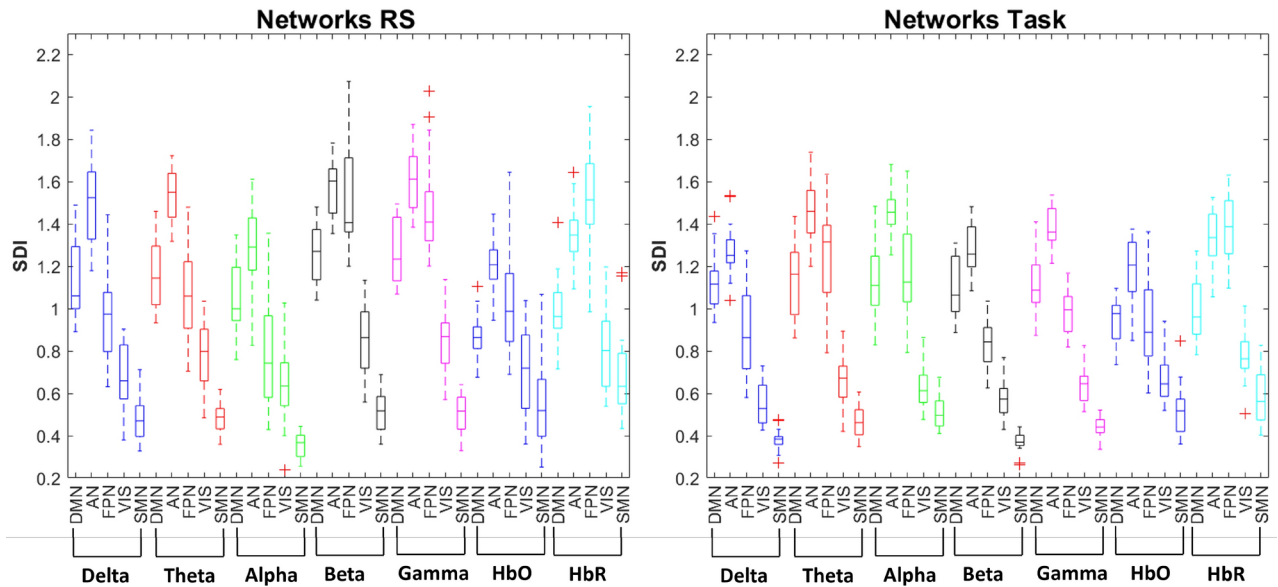 Networks RS
SDI
2.2
2
1.8
1.6
1.4
1.2
1
0.8
0.6
0.4
0.2
DMN AN FPN VIS SMN DMN AN FPN VIS SMN DMN AN FPN VIS SMN DMN AN FPN VIS SMN DMN AN FPN VIS SMN DMN AN FPN VIS SMN DMN AN FPN VIS SMN
Delta Theta Alpha Beta Gamma HbO HbR
Networks Task
SDI
2.2
2
1.8
1.6
1.4
1.2
1
0.8
0.6
0.4
0.2
DMN AN FPN VIS SMN DMN AN FPN VIS SMN DMN AN FPN VIS SMN DMN AN FPN VIS SMN DMN AN FPN VIS SMN DMN AN FPN VIS SMN DMN AN FPN VIS SMN
Delta Theta Alpha Beta Gamma HbO HbR